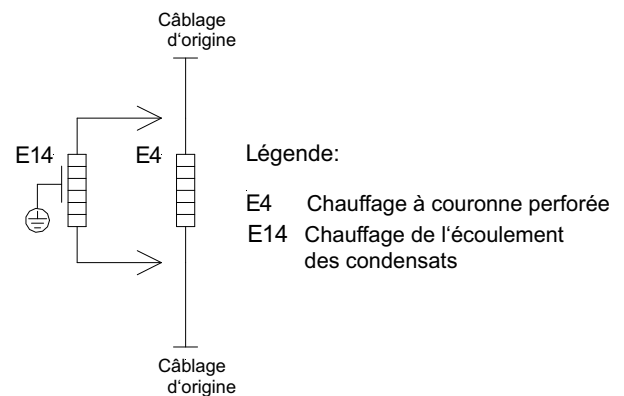 Câblage
d‘origine
E14
E4
Légende:
E4 Chauffage à couronne perforée
E14 Chauffage de l‘écoulement
des condensats
Câblage
d‘origine